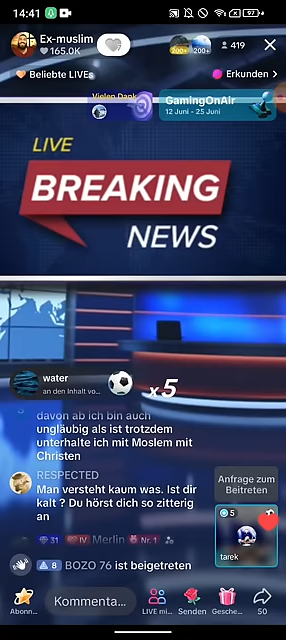 14:41
97
Ex-muslim
165.0K
200+
200+
419
Beliebte LIVEs
Erkunden >
Vielen Dank
GamingOnAir
12 Juni - 25 Juni
LIVE
BREAKING
NEWS
water
an den Inhalt vo...
x5
davon ab ich bin auch
ungläubig als ist trotzdem
unterhalte ich mit Moslem mit
Christen
RESPECTED
Man versteht kaum was. Ist dir
kalt ? Du hörst dich so zitterig
an
Anfrage zum
Beitreten
5
tarek
31 IV Merlin Nr. 1
8 BOZO 76 ist beigetreten
Kommenta...
Abonn...
LIVE mi...
Senden
Gesche...
50